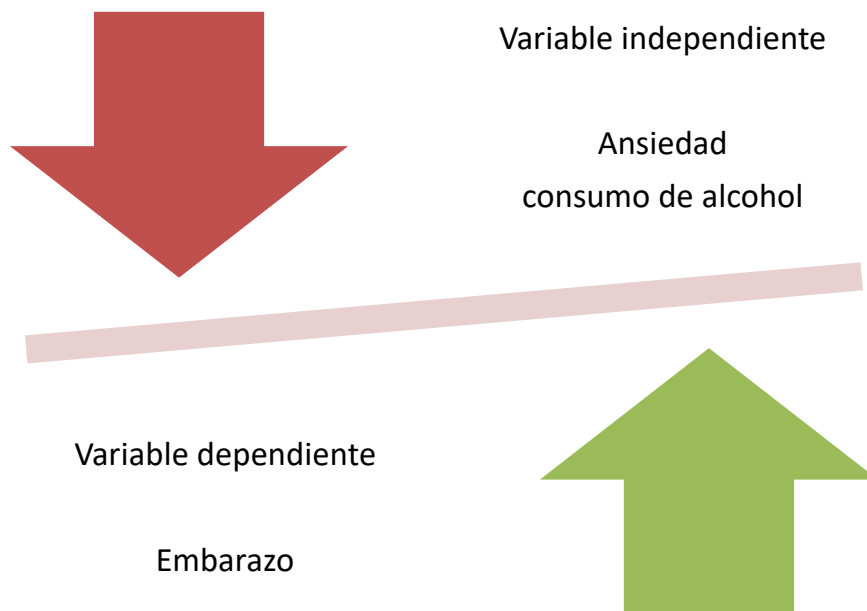 Variable independiente
Ansiedad
consumo de alcohol
Variable dependiente
Embarazo